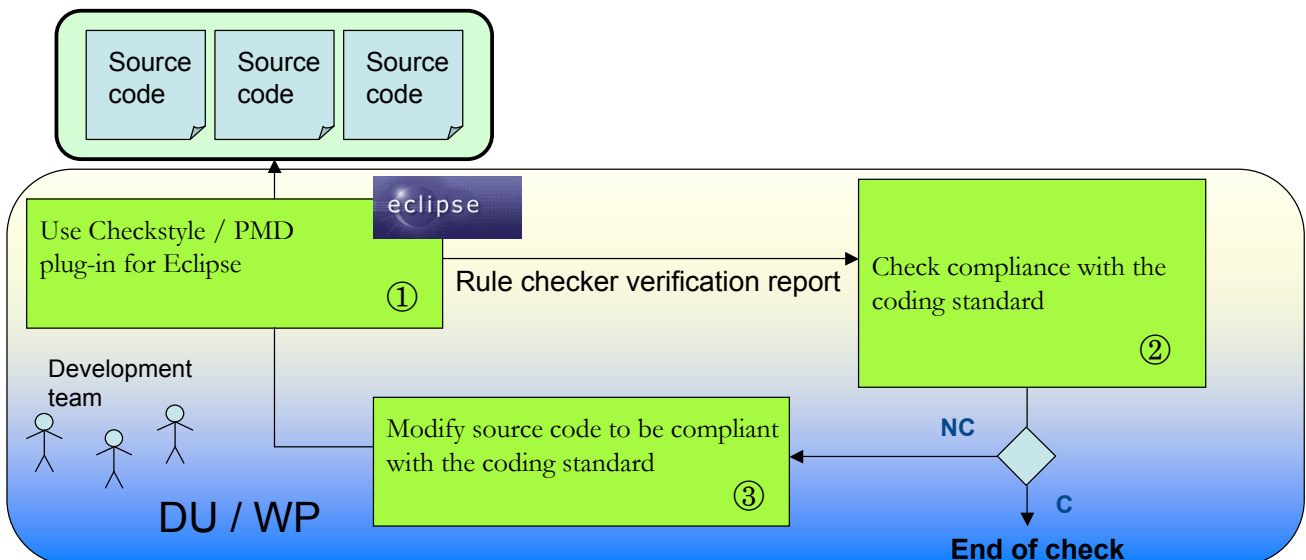 Source
code
Source
code
Source
code
eclipse
Use Checkstyle / PMD
plug-in for Eclipse
①
Rule checker verification report
Check compliance with the
coding standard
②
Development
team
Modify source code to be compliant
with the coding standard
③
NC
C
DU / WP
End of check